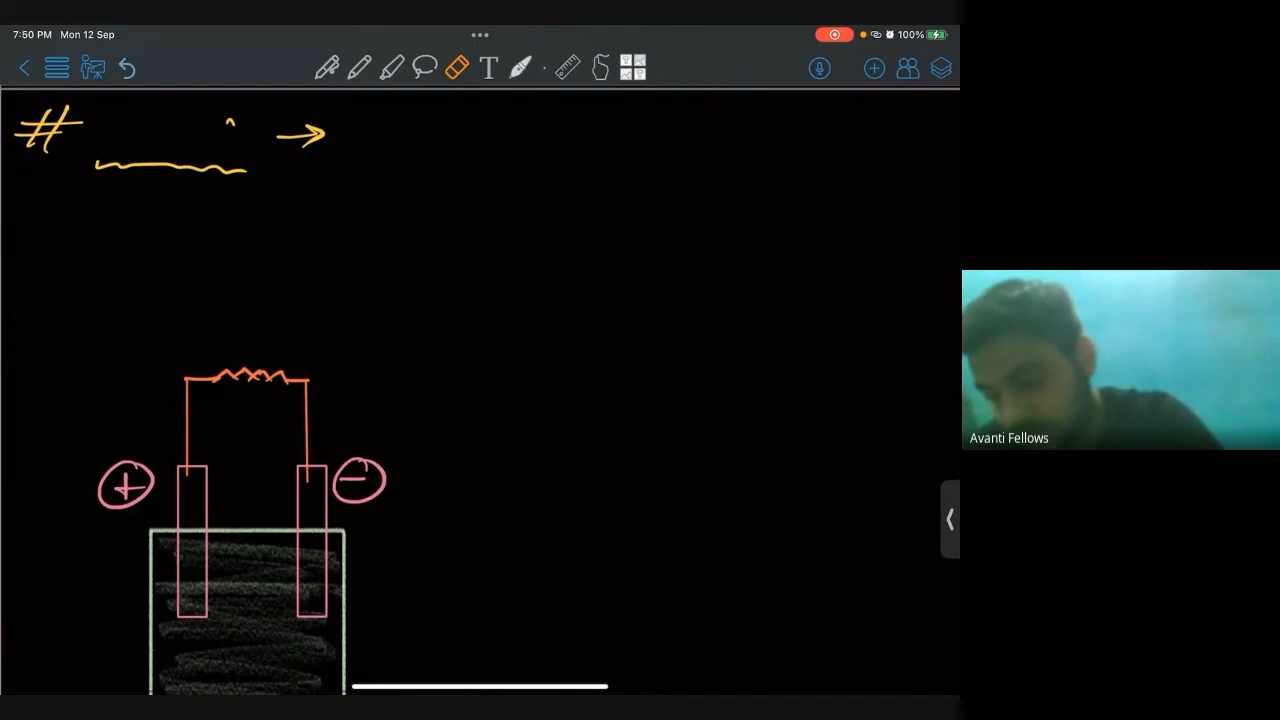 7:50 PM Mon 12 Sep
100%
T
# →
+ −
Avanti Fellows